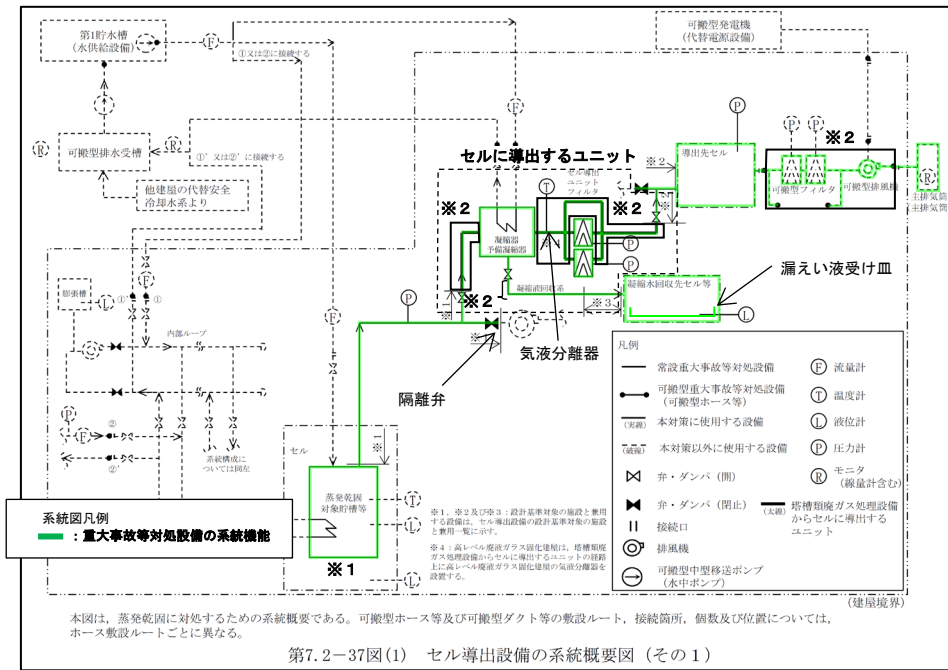 第1貯水槽
(水供給設備)
F
①又は②に接続する
可搬型発電機
(代替電源設備)
F
R
可搬型排水受槽
R
①’又は②’に接続する
他建屋の代替安全
冷却水系より
セルに導出するユニット
セル導出
ユニット
フィルタ
※2
導出先セル
P
P
P
※2
可搬型フィルタ
可搬型排風機
R
主排気筒
主排気筒
※2
凝縮器
予備凝縮器
T
※4
※2
P
P
※2
凝縮液回収系
※3
凝縮水回収先セル等
L
漏えい液受け皿
気液分離器
隔離弁
P
※1
F
膨張槽
L
①’
F
①
内部ループ
P
F
②
②’
系統構成に
ついては同左
セル
※1
蒸発乾固
対象貯槽等
T
L
L
※1
系統図凡例
:重大事故等対処設備の系統機能
※1、※2及び※3:設計基準対象の施設と兼用
する設備は、セル導出設備の設計基準対象の施設
と兼用一覧に示す。
※4:高レベル廃液ガラス固化建屋は、塔槽類廃
ガス処理設備からセルに導出するユニットの経路
上に高レベル廃液ガラス固化建屋の気液分離器を
設置する。
凡例
常設重大事故等対処設備
可搬型重大事故等対処設備
(可搬型ホース等)
(実線)
本対策に使用する設備
(破線)
本対策以外に使用する設備
弁・ダンパ(開)
弁・ダンパ(閉止)
接続口
排風機
可搬型中型移送ポンプ
(水中ポンプ)
F 流量計
T 温度計
L 液位計
P 圧力計
R モニタ
(線量計含む)
(太線)
塔槽類廃ガス処理設備
からセルに導出する
ユニット
(建屋境界)
本図は,蒸発乾固に対処するための系統概要である。可搬型ホース等及び可搬型ダクト等の敷設ルート,接続箇所,個数及び位置については,
ホース敷設ルートごとに異なる。
第7.2-37図(1) セル導出設備の系統概要図(その1)